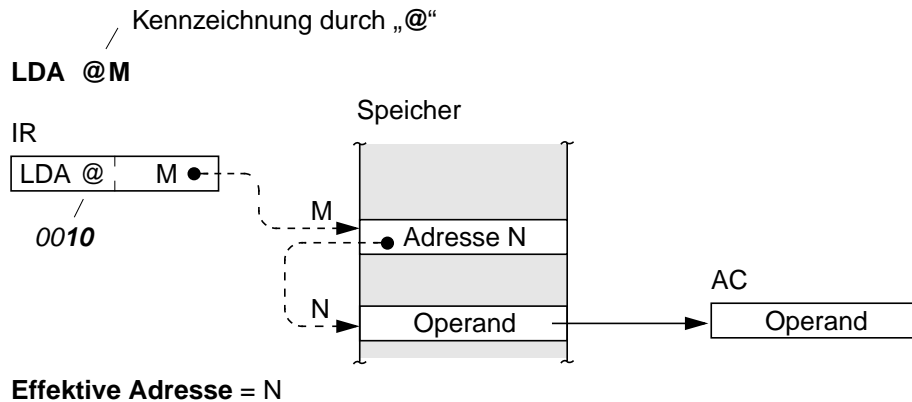 Kennzeichnung durch „@“
LDA @M
Speicher
IR
LDA @ M
M
Adresse N
0010
AC
N
Operand
Operand
Effektive Adresse = N